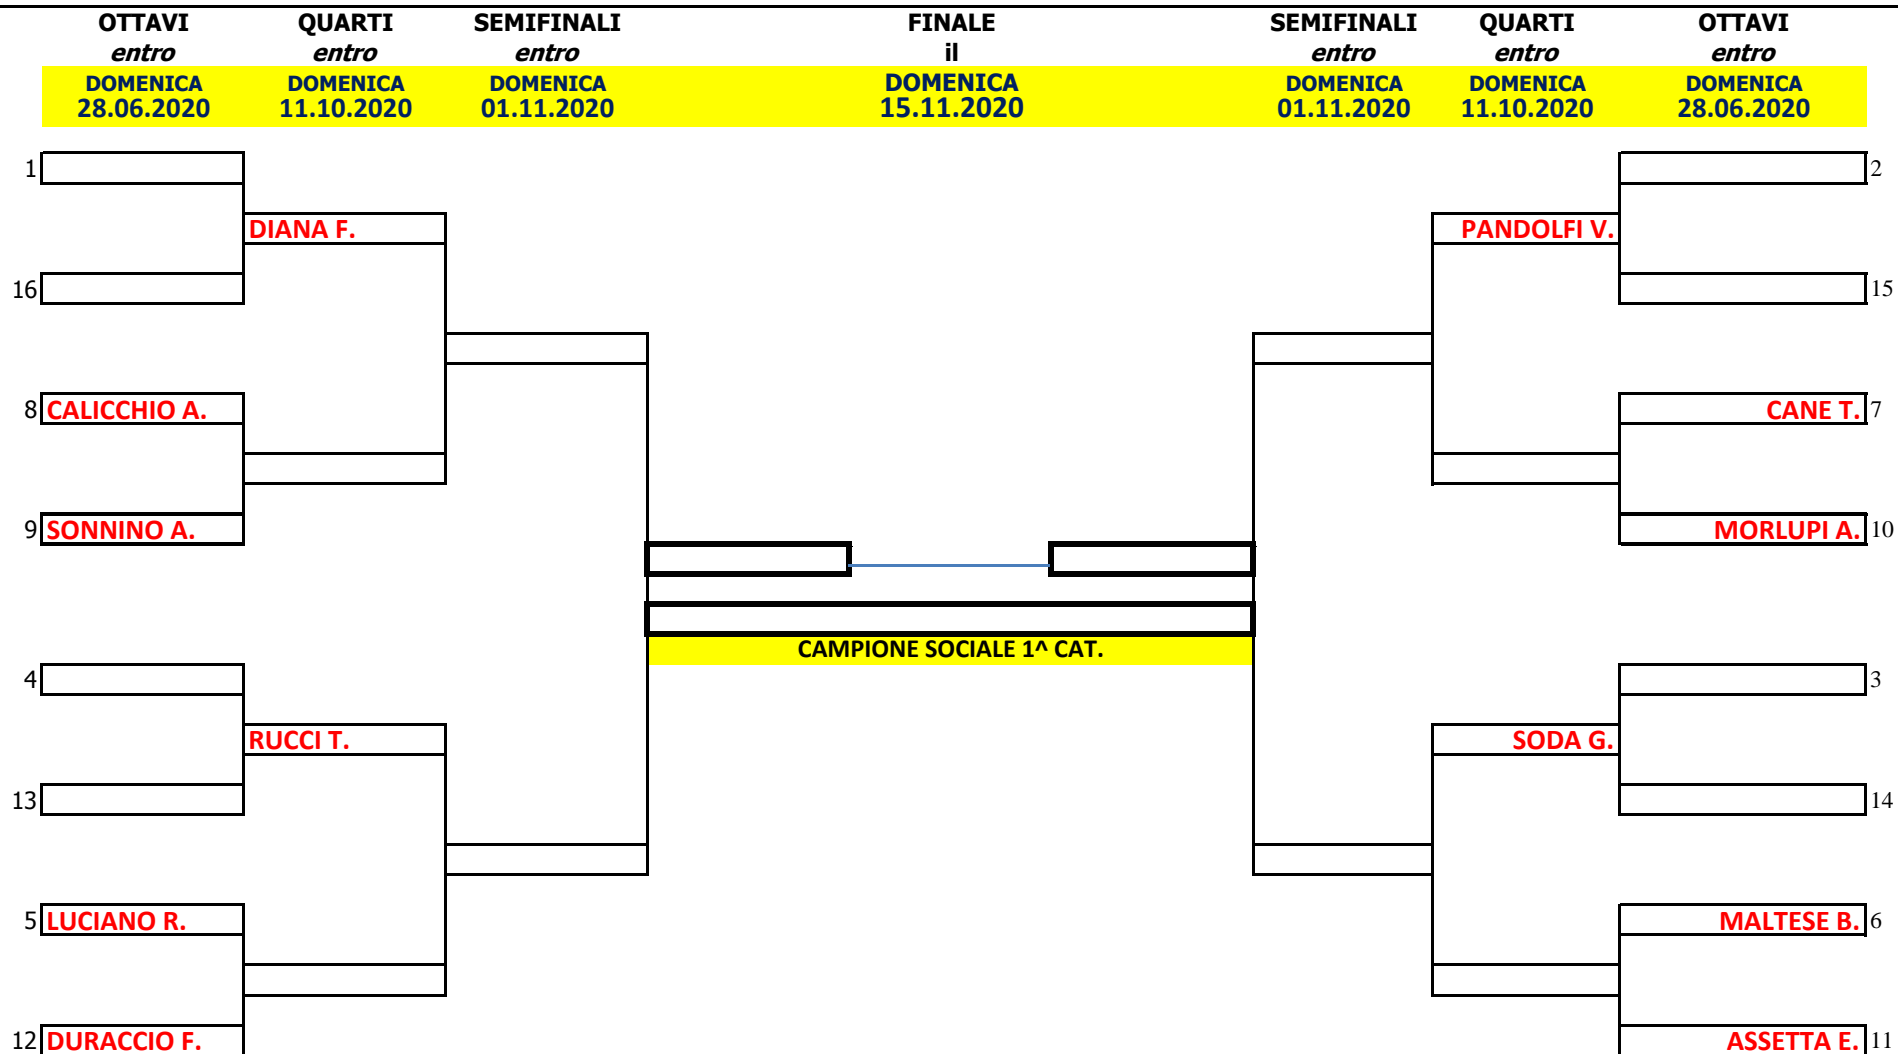 OTTAVI QUARTI SEMIFINALI FINALE SEMIFINALI QUARTI OTTAVI
entro entro entro il entro entro entro
DOMENICA DOMENICA DOMENICA DOMENICA DOMENICA DOMENICA DOMENICA
28.06.2020 11.10.2020 01.11.2020 15.11.2020 01.11.2020 11.10.2020 28.06.2020
1 2
DIANA F. PANDOLFI V.
16 15
8 CALICCHIO A. CANE T. 7
9 SONNINO A. MORLUPI A. 10
CAMPIONE SOCIALE 1^ CAT.
4 3
RUCCI T. SODA G.
13 14
5 LUCIANO R. MALTESE B. 6
12 DURACCIO F. ASSETTA E. 11